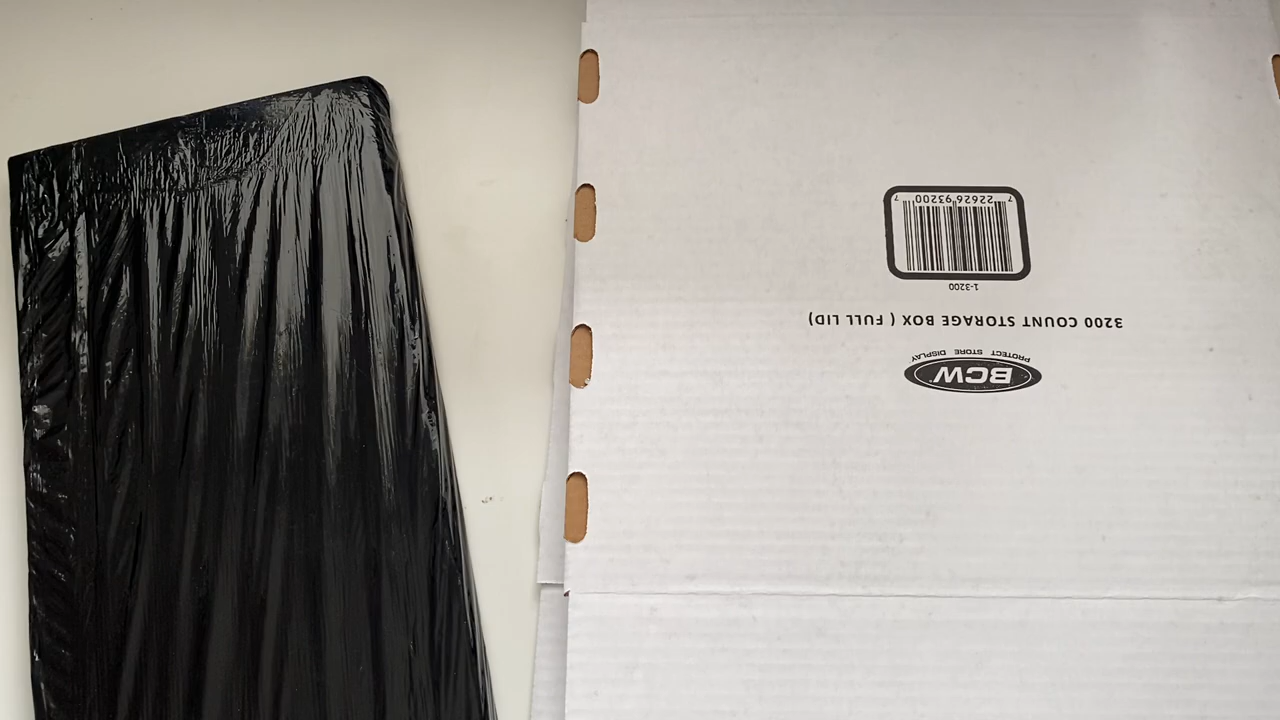 BCW
PROTECT STORE DISPLAY
3200 COUNT STORAGE BOX ( FULL LID)
1-3200
7 22626 93200 7